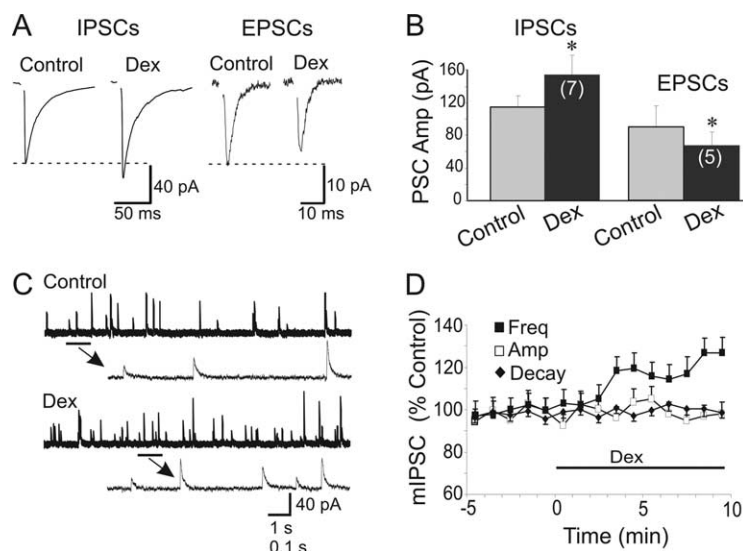 A
IPSCs
EPSCs
Control
Dex
Control
Dex
40 pA
50 ms
10 pA
10 ms
B
IPSCs
EPSCs
PSC Amp (pA)
160
120
80
40
0
*
(7)
*
(5)
Control
Dex
Control
Dex
C
Control
Dex
40 pA
1 s
0.1 s
D
mIPSC (% Control)
140
120
100
80
60
Freq
Amp
Decay
Dex
-5
0
5
10
Time (min)